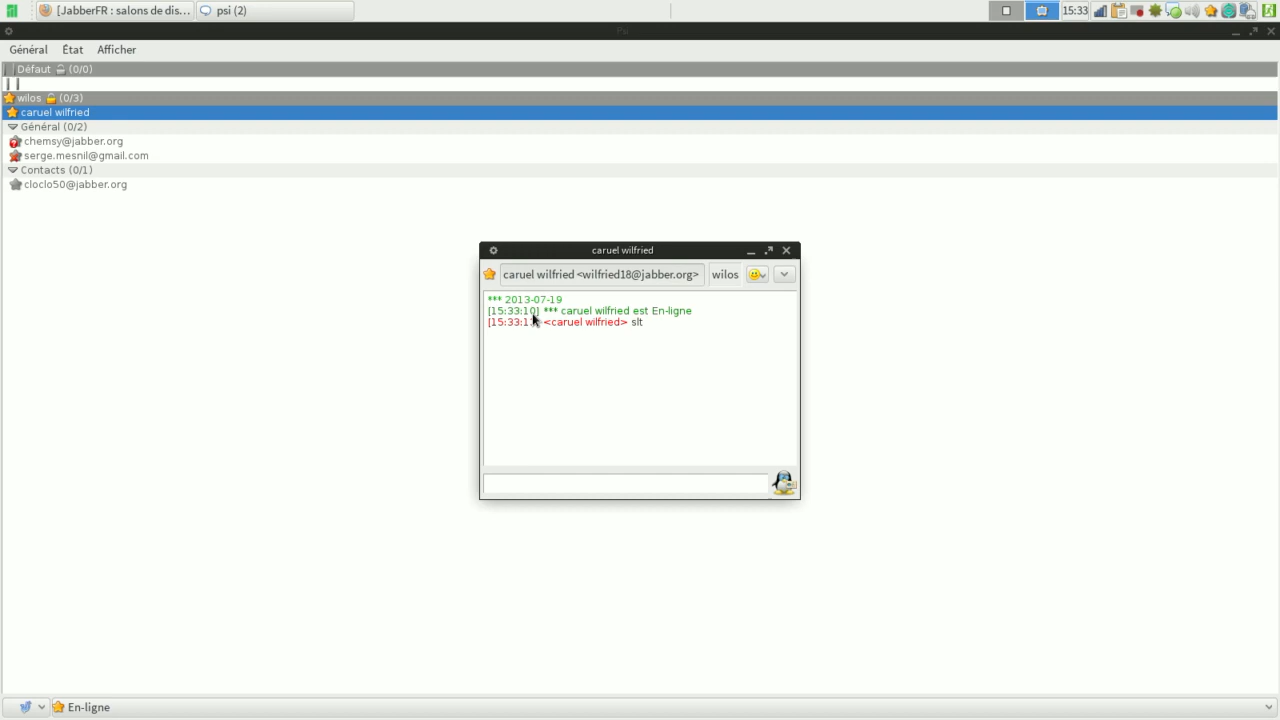 [JabberFR : salons de dis... psi (2) 15:33
Psi
Général État Afficher
Défaut (0/0)
wilos (0/3)
caruel wilfried
Général (0/2)
chemsy@jabber.org
serge.mesnil@gmail.com
Contacts (0/1)
cloclo50@jabber.org
caruel wilfried
caruel wilfried <wilfried18@jabber.org> wilos
*** 2013-07-19
[15:33:10] *** caruel wilfried est En-ligne
<caruel wilfried> slt
En-ligne